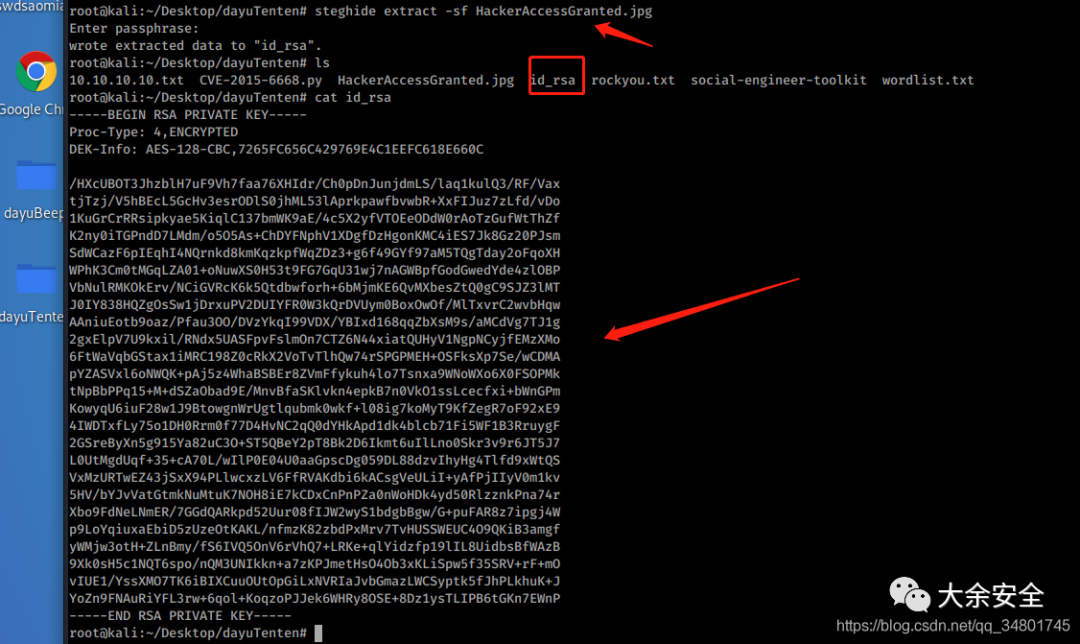 swdsaomia
root@kali:~/Desktop/dayuTenten# steghide extract -sf HackerAccessGranted.jpg
Enter passphrase:
wrote extracted data to "id_rsa".
root@kali:~/Desktop/dayuTenten# ls
10.10.10.10.txt CVE-2015-6668.py HackerAccessGranted.jpg id_rsa rockyou.txt social-engineer-toolkit wordlist.txt
root@kali:~/Desktop/dayuTenten# cat id_rsa
-----BEGIN RSA PRIVATE KEY-----
Proc-Type: 4,ENCRYPTED
DEK-Info: AES-128-CBC,7265FC656C429769E4C1EEFC618E660C
/HXcUBOT3JhzblH7uF9Vh7faa76XHIdr/Ch0pDnJunjdmLS/laq1kulQ3/RF/Vax
tjTzj/V5hBEcL5GcHv3esrODlS0jhML53lAprkpawfbvwbR+XxFIJuz7zLfd/vDo
1KuGrCrRRsipkyae5KiqlC137bmWK9aE/4c5X2yfVTOEeODdW0rAoTzGufWtThZf
K2ny0iTGPndD7LMdm/o5O5As+ChDYFNphV1XDgfDzHgonKMC4iES7Jk8Gz20PJsm
SdWCazF6pIEqhI4NQrnkd8kmKqzkpfWqZDz3+g6f49GYf97aM5TQgTday2oFqoXH
WPhK3Cm0tMGqLZA01+oNuwXS0H53t9FG7GqU31wj7nAGWBpfGodGwedYde4zlOBP
VbNulRMKOkErv/NCiGVRcK6k5Qtdbwforh+6bMjmKE6QvMXbesZtQ0gC9SJZ3lMT
J0IY838HQZgOsSw1jDrxuPV2DUIYFR0W3kQrDVUym0BoxOwOf/MlTxvrC2wvbHqw
AAniuEotb9oaz/Pfau3OO/DVzYkqI99VDX/YBIxd168qqZbXsM9s/aMCdVg7TJ1g
2gxElpV7U9kxil/RNdx5UASFpvFslmOn7CTZ6N44xiatQUHyV1NgpNCyjfEMzXMo
6FtWaVqbGStax1iMRC198Z0cRkX2VoTvTlhQw74rSPGPMEH+OSFksXp7Se/wCDMA
pYZASVxl6oNWQK+pAj5z4WhaBSBEr8ZVmFfykuh4lo7Tsnxa9WNoWXo6X0FSOPMk
tNpBbPPq15+M+dSZaObad9E/MnvBfaSKlvkn4epkB7n0VkO1ssLcecfxi+bWnGPm
KowyqU6iuF28w1J9BtowgnWrUgtlqubmk0wkf+l08ig7koMyT9KfZegR7oF92xE9
4IWDTxfLy75o1DH0Rrm0f77D4HvNC2qQ0dYHkApd1dk4blcb71Fi5WF1B3RruygF
2GSreByXn5g915Ya82uC3O+ST5QBeY2pT8Bk2D6Ikmt6uIlLno0Skr3v9r6JT5J7
L0UtMgdUqf+35+cA70L/wIlP0E04U0aaGpscDg059DL88dzvIhyHg4Tlfd9xWtQS
VxMzURTwEZ43jSxX94PLlwcxzLV6FfRVAKdbi6kACsgVeULiI+yAfPjIIyV0m1kv
5HV/bYJvVatGtmkNuMtuK7NOH8iE7kCDxCnPnPZa0nWoHDk4yd50RlzznkPna74r
Xbo9FdNeLNmER/7GGdQARkpd52Uur08fIJW2wyS1bdgbBgw/G+puFAR8z7ipgj4W
p9LoYqiuxaEbiD5zUzeOtKAKL/nfmzK82zbdPxMrv7TvHUSSWEUC4O9QKiB3amgf
yWMjw3otH+ZLnBmy/fS6IVQ5OnV6rVhQ7+LRKe+qlYidzfp19lIL8UidbsBfWAzB
9Xk0sH5c1NQT6spo/nQM3UNIkkn+a7zKPJmetHsO4Ob3xKLiSpw5f35SSRV+rF+mO
vIUE1/YssXMO7TK6iBIXCuuOUtOpGiLxNVRIaJvbGmazLWCSyptk5fJhPLkhuK+J
YoZn9FNAuRiYFL3rw+6qol+KoqzoPJJek6WHRy8OSE+8Dz1ysTLIPB6tGKn7EWnP
-----END RSA PRIVATE KEY-----
root@kali:~/Desktop/dayuTenten#
Google Chr
dayuBeep
dayuTente
大余安全
https://blog.csdn.net/qq_34801745